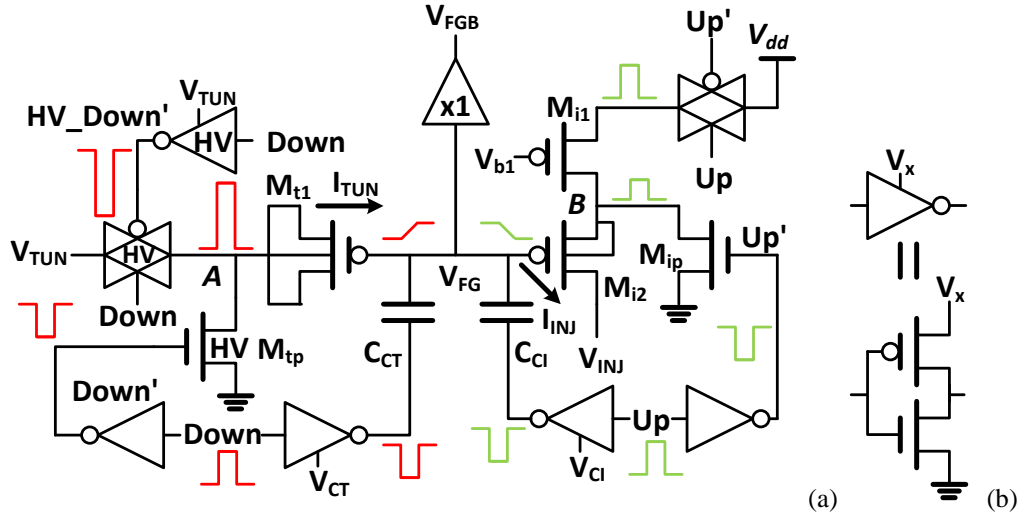 V_FGB
Up'
V_dd
V_TUN
HV_Down'
x1
M_i1
HV
Down
V_x
M_t1
I_TUN
V_b1
Up
B
V_TUN
HV
A
V_FG
M_ip
Up'
M_i2
Down
I_INJ
V_x
HV M_tp
C_CT
C_CI
V_INJ
Down'
Down
Up
V_CT
V_CI
(a)
(b)